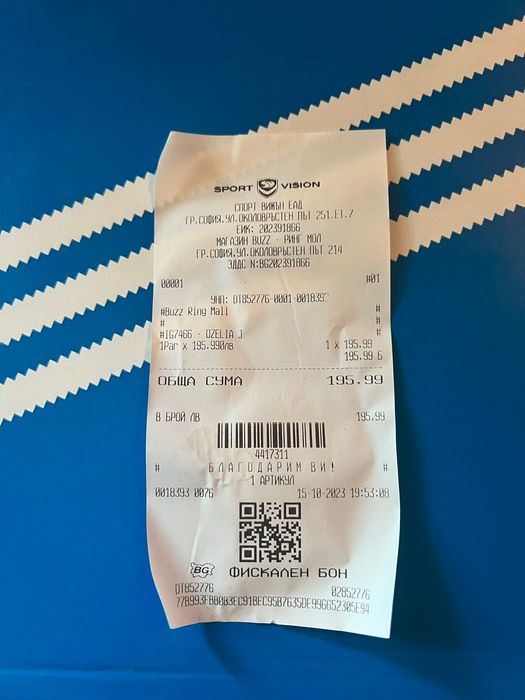 SPORT VISION
СПОРТ ВИЖЪН ЕАД
ГР.СОФИЯ,УЛ.ОКОЛОВРЪСТЕН ПЪТ 251,ЕТ.7
ЕИК: 202391866
МАГАЗИН BUZZ - РИНГ МОЛ
ГР.СОФИЯ,УЛ.ОКОЛОВРЪСТЕН ПЪТ 214
ЗДДС N:BG202391866
00001 #01
УНП: DT852776-0001-0018392
#Buzz Ring Mall #
# #
#IG7466 - OZELIA J #
1Par x 195.990лв 1 x 195.99
195.99 Б
ОБЩА СУМА 195.99
В БРОЙ ЛВ 195.99
4417311
# БЛАГОДАРИМ ВИ! #
1 АРТИКУЛ
0018393 0076 15-10-2023 19:53:08
BG ФИСКАЛЕН БОН
DT852776 02852776